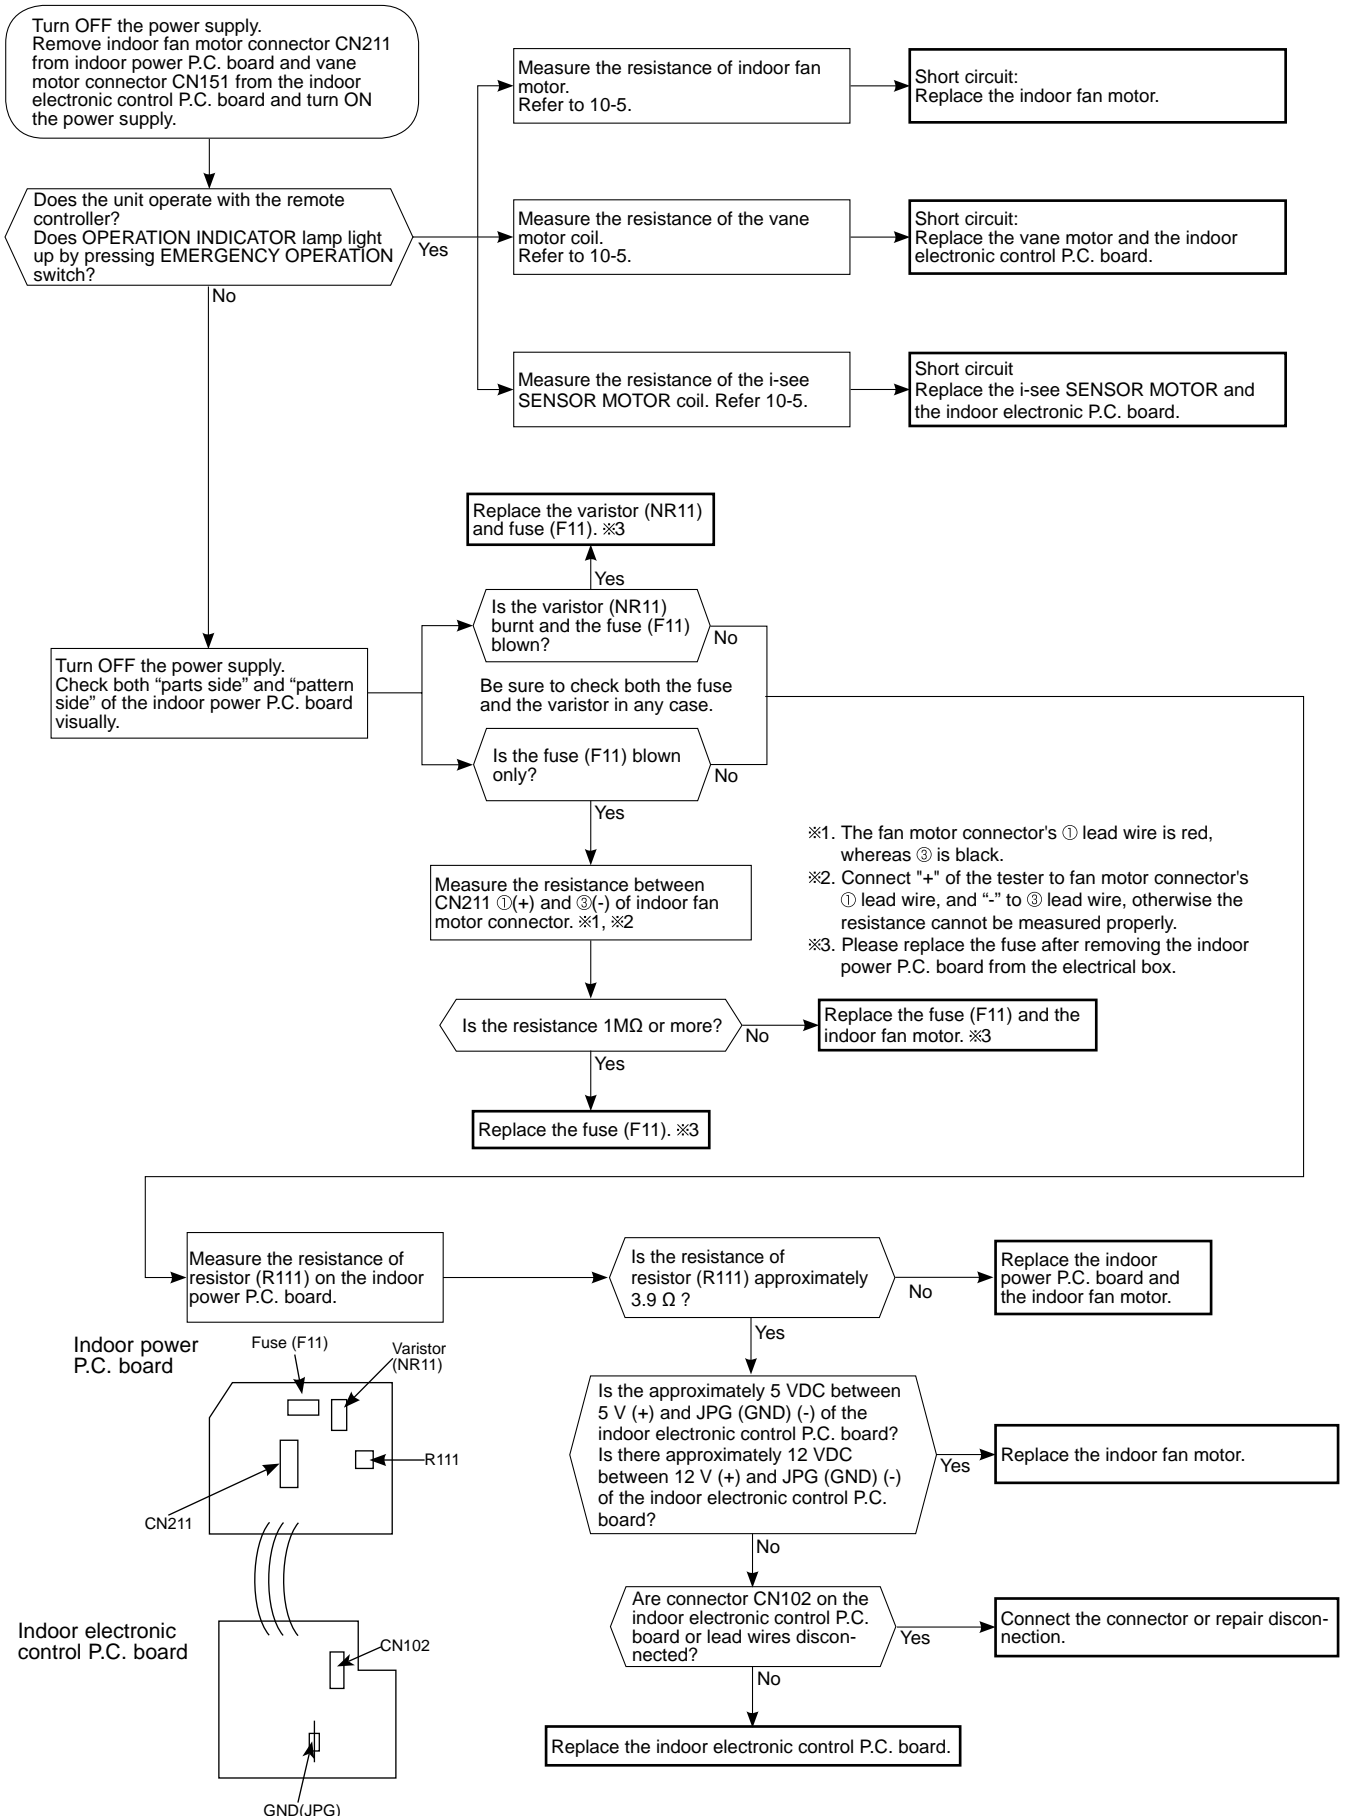 Turn OFF the power supply.
Remove indoor fan motor connector CN211
from indoor power P.C. board and vane
motor connector CN151 from the indoor
electronic control P.C. board and turn ON
the power supply.
Measure the resistance of indoor fan
motor.
Refer to 10-5.
Short circuit:
Replace the indoor fan motor.
Does the unit operate with the remote
controller?
Does OPERATION INDICATOR lamp light
up by pressing EMERGENCY OPERATION
switch?
Yes
No
Measure the resistance of the vane
motor coil.
Refer to 10-5.
Short circuit:
Replace the vane motor and the indoor
electronic control P.C. board.
Measure the resistance of the i-see
SENSOR MOTOR coil. Refer 10-5.
Short circuit
Replace the i-see SENSOR MOTOR and
the indoor electronic P.C. board.
Replace the varistor (NR11)
and fuse (F11). ※3
Yes
Is the varistor (NR11)
burnt and the fuse (F11)
blown?
No
Turn OFF the power supply.
Check both “parts side” and “pattern
side” of the indoor power P.C. board
visually.
Be sure to check both the fuse
and the varistor in any case.
Is the fuse (F11) blown
only?
No
Yes
Measure the resistance between
CN211 ①(+) and ③(-) of indoor fan
motor connector. ※1, ※2
※1. The fan motor connector's ① lead wire is red,
whereas ③ is black.
※2. Connect "+" of the tester to fan motor connector's
① lead wire, and “-” to ③ lead wire, otherwise the
resistance cannot be measured properly.
※3. Please replace the fuse after removing the indoor
power P.C. board from the electrical box.
Is the resistance 1MΩ or more?
No
Replace the fuse (F11) and the
indoor fan motor. ※3
Yes
Replace the fuse (F11). ※3
Measure the resistance of
resistor (R111) on the indoor
power P.C. board.
Is the resistance of
resistor (R111) approximately
3.9 Ω ?
No
Replace the indoor
power P.C. board and
the indoor fan motor.
Yes
Indoor power
P.C. board
Fuse (F11)
Varistor
(NR11)
R111
CN211
Is the approximately 5 VDC between
5 V (+) and JPG (GND) (-) of the
indoor electronic control P.C. board?
Is there approximately 12 VDC
between 12 V (+) and JPG (GND) (-)
of the indoor electronic control P.C.
board?
Yes
Replace the indoor fan motor.
No
Are connector CN102 on the
indoor electronic control P.C.
board or lead wires discon-
nected?
Yes
Connect the connector or repair discon-
nection.
No
Replace the indoor electronic control P.C. board.
Indoor electronic
control P.C. board
CN102
GND(JPG)